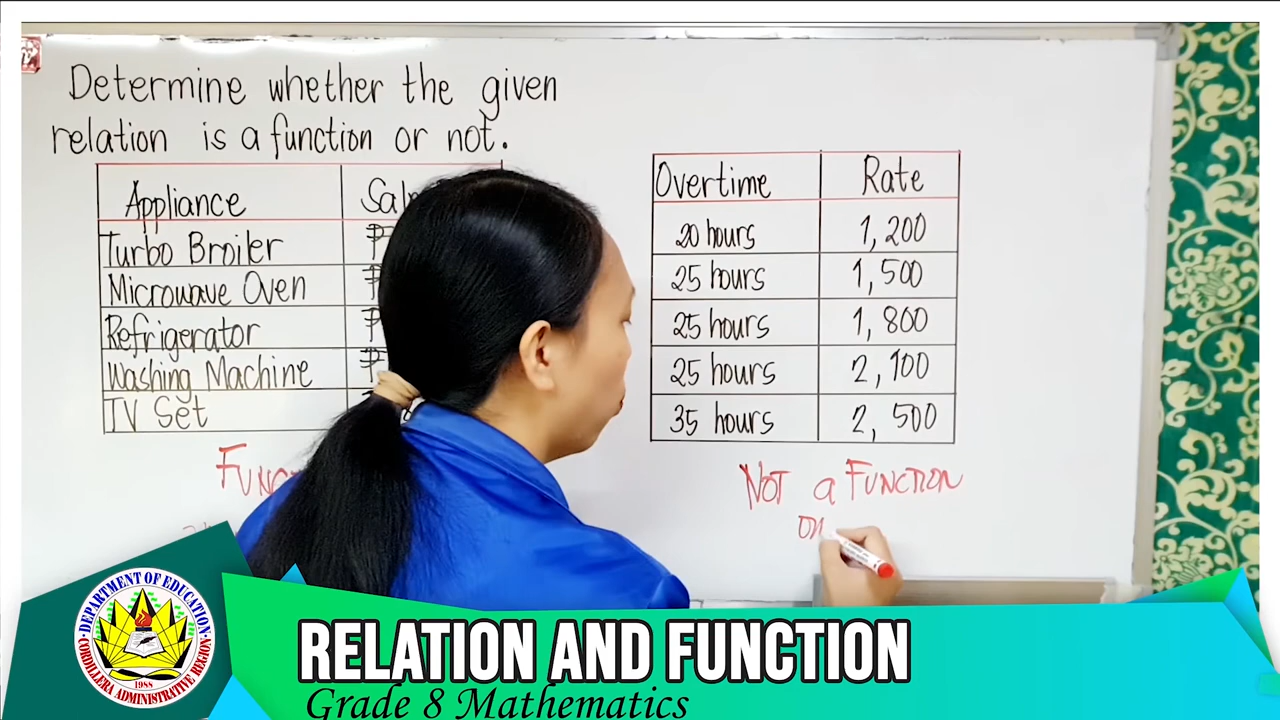 Determine whether the given
relation is a function or not.
Appliance
Turbo Broiler
Microwave Oven
Refrigerator
Washing Machine
TV Set
Overtime Rate
20 hours 1,200
25 hours 1,500
25 hours 1,800
25 hours 2,100
35 hours 2,500
NOT a FUNCTION
DEPARTMENT OF EDUCATION
CORDILLERA ADMINISTRATIVE REGION
1988
RELATION AND FUNCTION
Grade 8 Mathematics